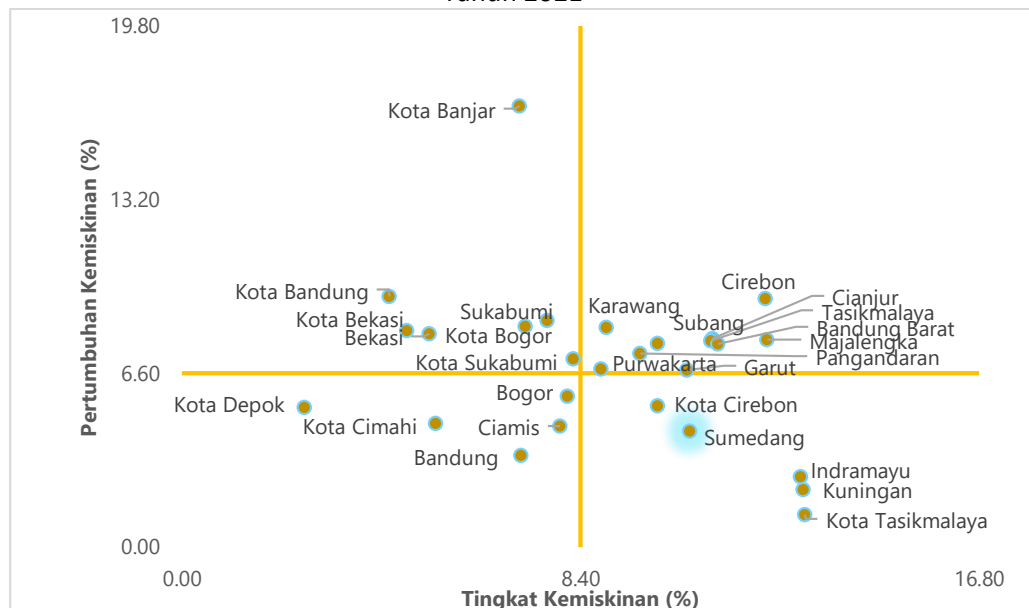 Tahun
19.80
Kota Banjar
13.20
Pertumbuhan Kemiskinan (%)
Cirebon
Kota Bandung
Cianjur
Sukabumi
Karawang
Tasikmalaya
Kota Bekasi
Subang
Bandung Barat
Bekasi
Kota Bogor
Majalengka
Kota Sukabumi
Purwakarta
Pangandaran
Garut
6.60
Bogor
Kota Depok
Kota Cirebon
Kota Cimahi
Ciamis
Sumedang
Bandung
Indramayu
Kuningan
Kota Tasikmalaya
0.00
0.00
8.40
16.80
Tingkat Kemiskinan (%)